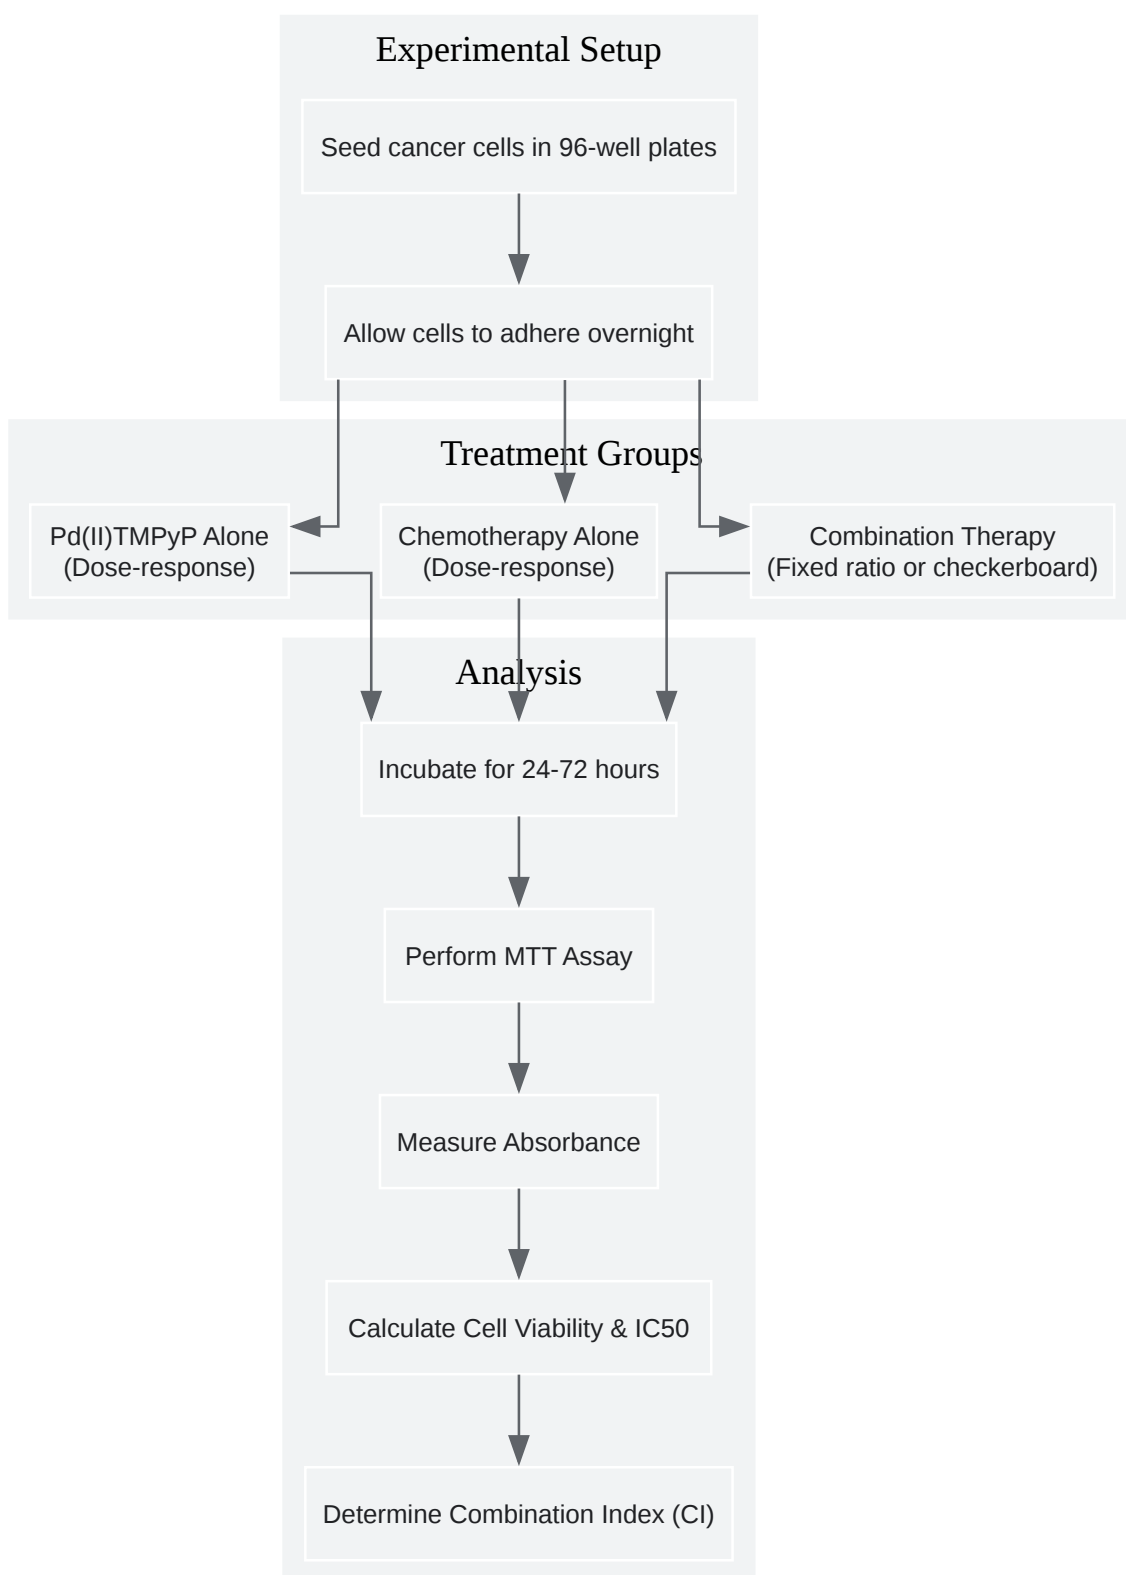 Experimental Setup
Seed cancer cells in 96-well plates
Allow cells to adhere overnight
Treatment Groups
Pd(II)TMPyP Alone
(Dose-response)
Chemotherapy Alone
(Dose-response)
Combination Therapy
(Fixed ratio or checkerboard)
Analysis
Incubate for 24-72 hours
Perform MTT Assay
Measure Absorbance
Calculate Cell Viability & IC50
Determine Combination Index (CI)